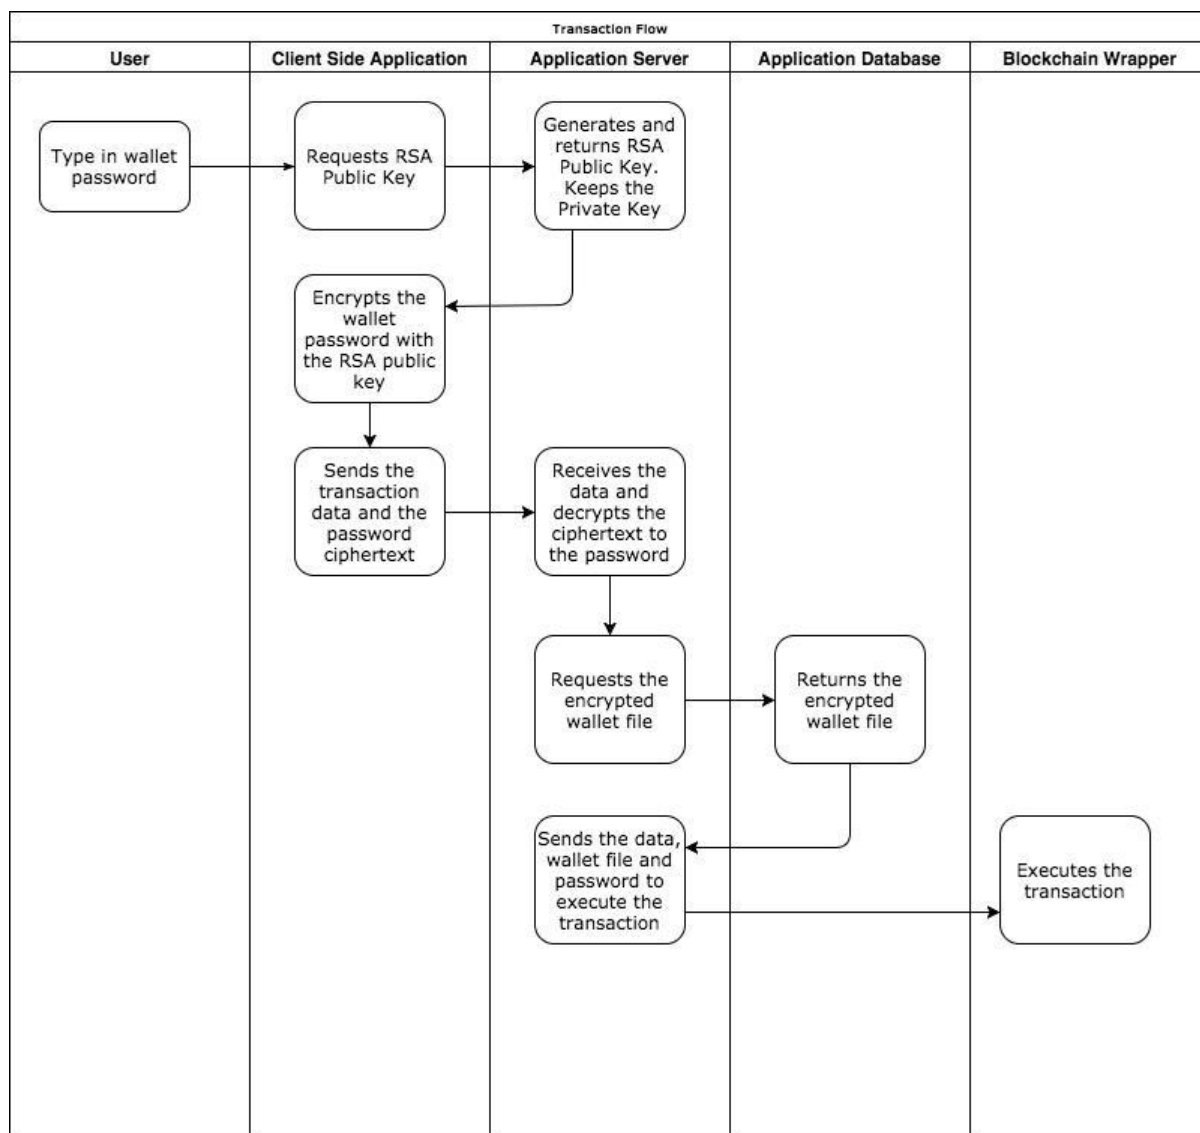 Transaction Flow
User
Client Side Application
Application Server
Application Database
Blockchain Wrapper
Type in wallet
password
Requests RSA
Public Key
Generates and
returns RSA
Public Key.
Keeps the
Private Key
Encrypts the
wallet
password with
the RSA public
key
Sends the
transaction
data and the
password
ciphertext
Receives the
data and
decrypts the
ciphertext to
the password
Requests the
encrypted
wallet file
Returns the
encrypted
wallet file
Sends the data,
wallet file and
password to
execute the
transaction
Executes the
transaction